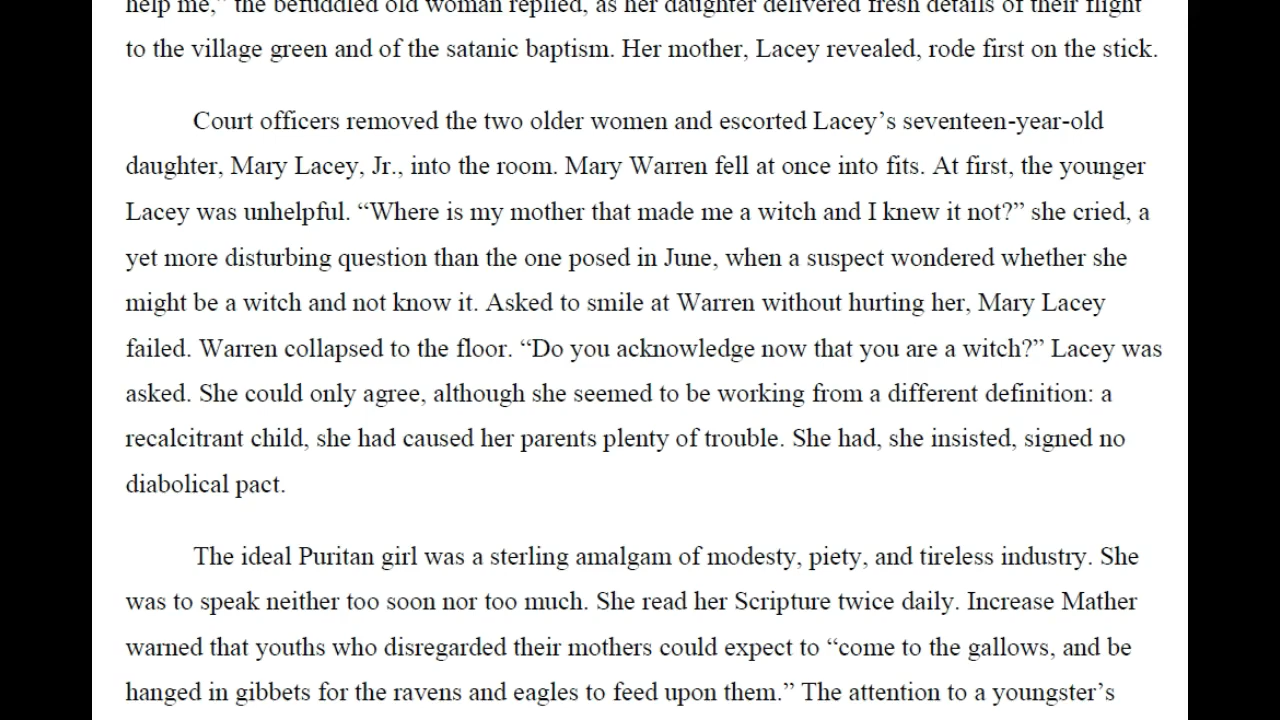 help me,” the befuddled old woman replied, as her daughter delivered fresh details of their flight
to the village green and of the satanic baptism. Her mother, Lacey revealed, rode first on the stick.
Court officers removed the two older women and escorted Lacey’s seventeen-year-old
daughter, Mary Lacey, Jr., into the room. Mary Warren fell at once into fits. At first, the younger
Lacey was unhelpful. “Where is my mother that made me a witch and I knew it not?” she cried, a
yet more disturbing question than the one posed in June, when a suspect wondered whether she
might be a witch and not know it. Asked to smile at Warren without hurting her, Mary Lacey
failed. Warren collapsed to the floor. “Do you acknowledge now that you are a witch?” Lacey was
asked. She could only agree, although she seemed to be working from a different definition: a
recalcitrant child, she had caused her parents plenty of trouble. She had, she insisted, signed no
diabolical pact.
The ideal Puritan girl was a sterling amalgam of modesty, piety, and tireless industry. She
was to speak neither too soon nor too much. She read her Scripture twice daily. Increase Mather
warned that youths who disregarded their mothers could expect to “come to the gallows, and be
hanged in gibbets for the ravens and eagles to feed upon them.” The attention to a youngster’s